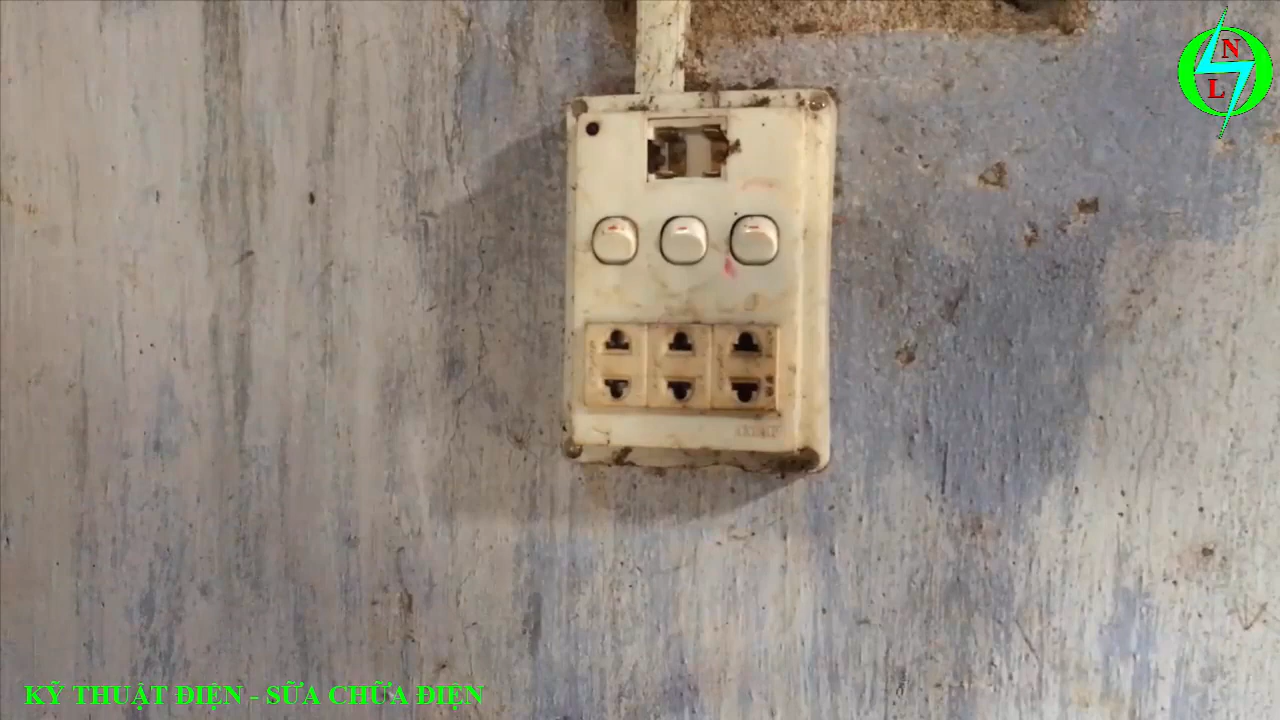 N
L
KỸ THUẬT ĐIỆN - SỮA CHỮA ĐIỆN